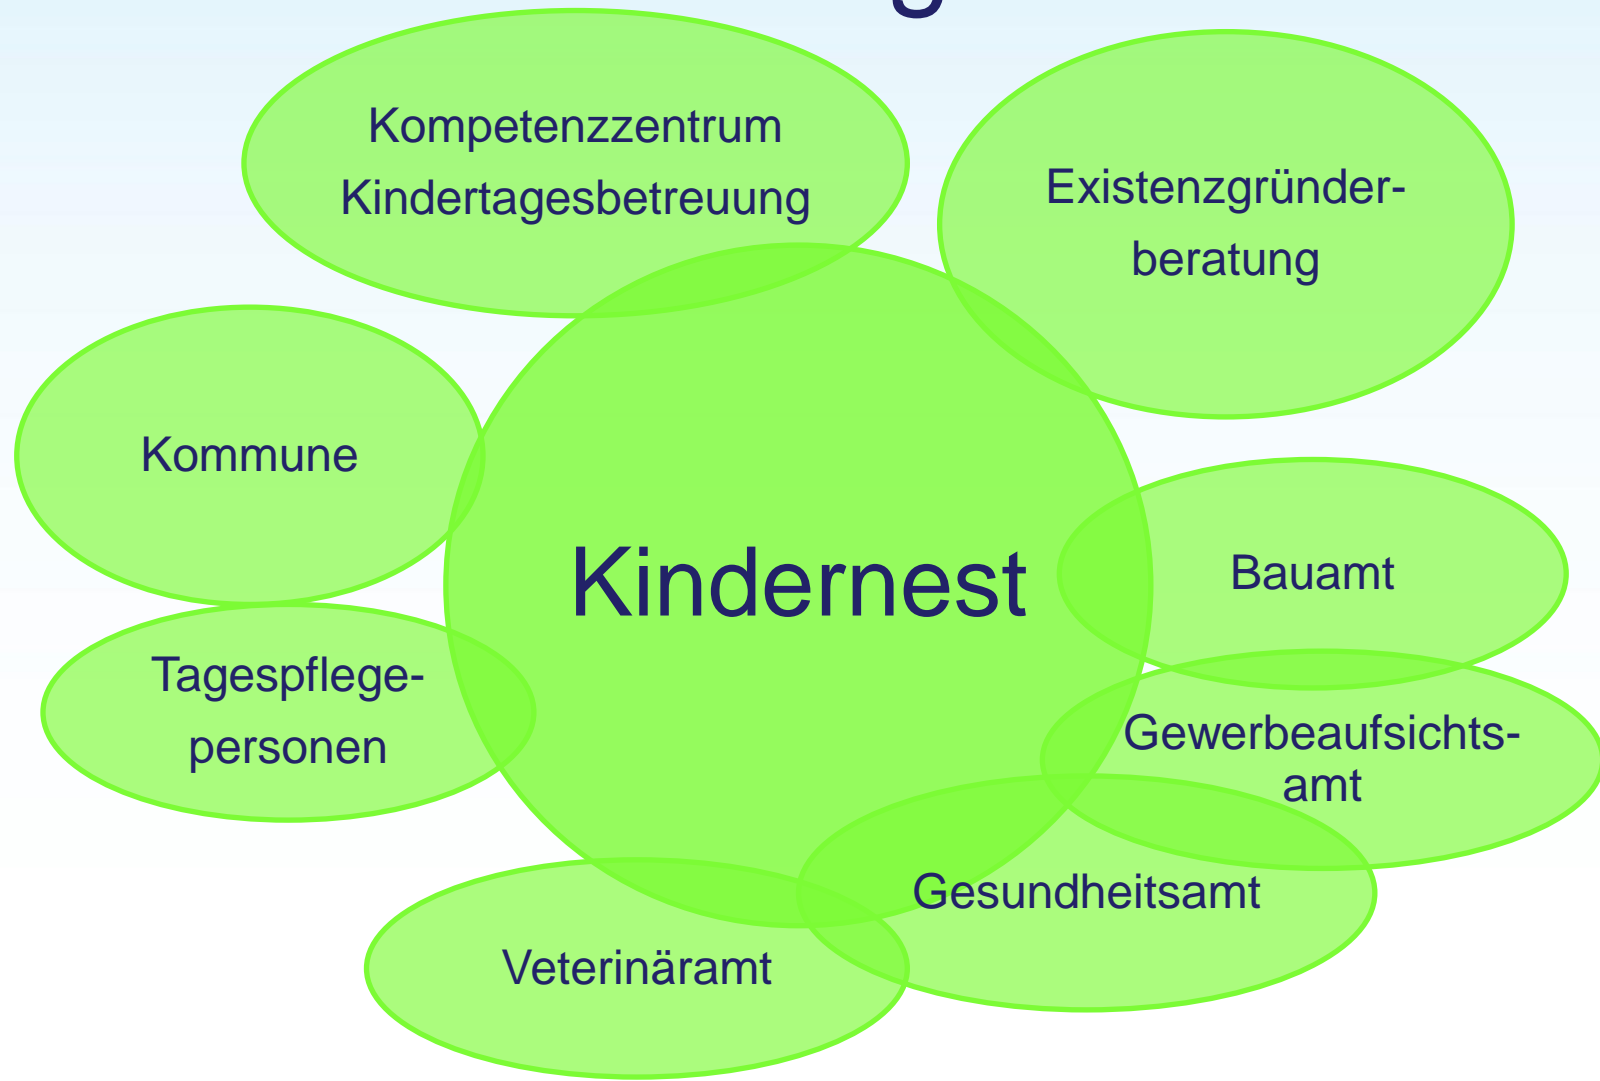 Kompetenzzentrum
Kindertagesbetreuung
Existenzgründer-
beratung
Kommune
Kindernest
Bauamt
Tagespflege-
personen
Gewerbeaufsichts-
amt
Gesundheitsamt
Veterinäramt